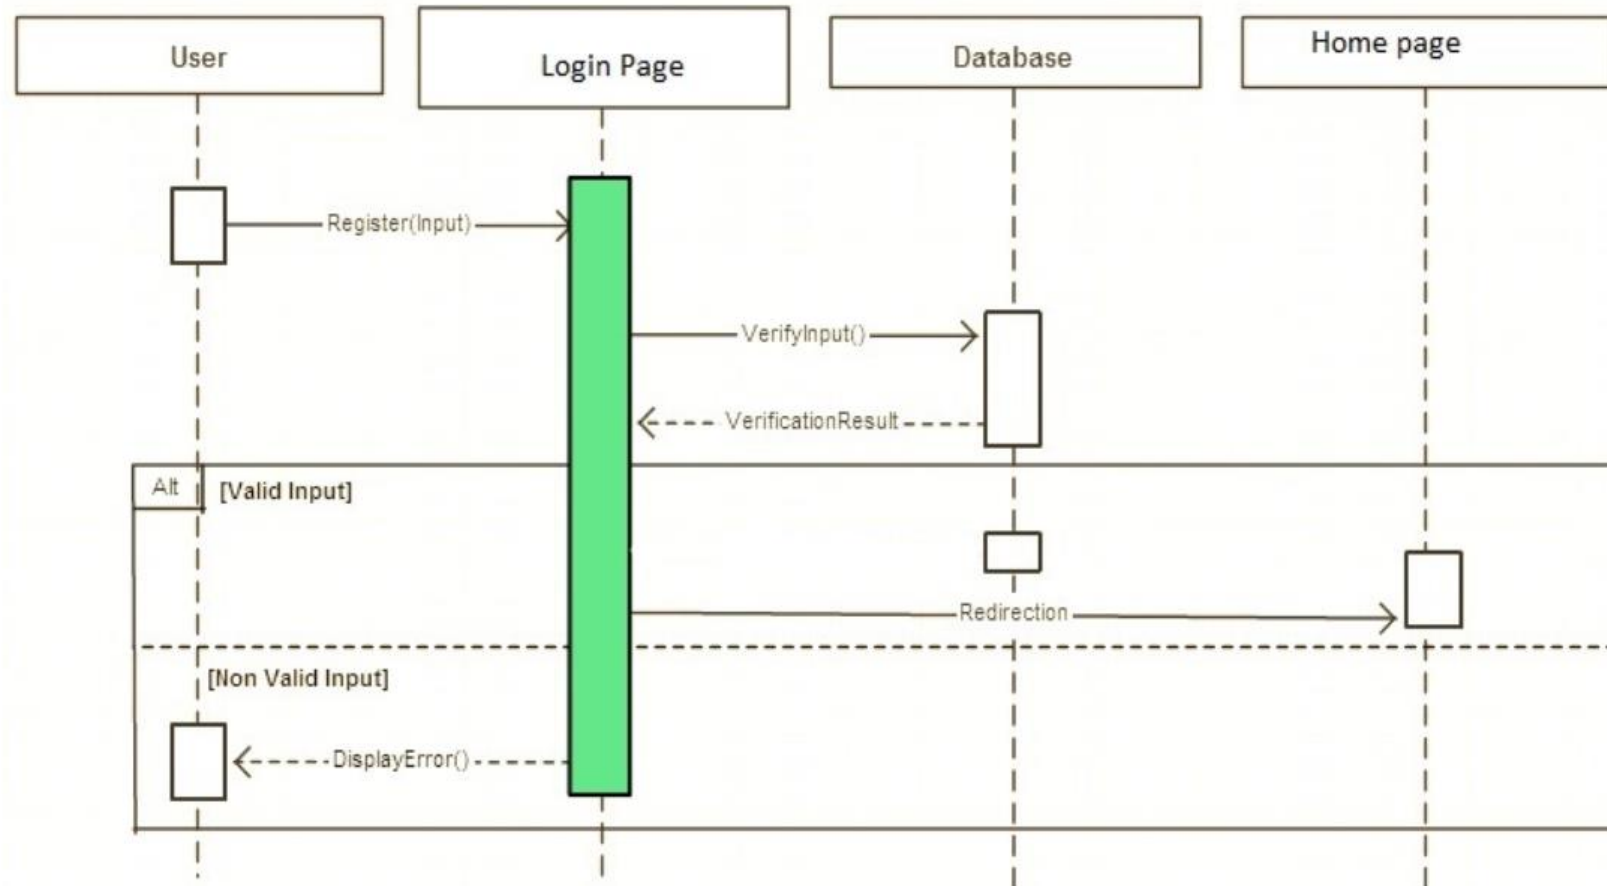 User
Login Page
Database
Home page
Register(Input)
VerifyInput()
VerificationResult
Alt
[Valid Input]
Redirection
[Non Valid Input]
DisplayError()